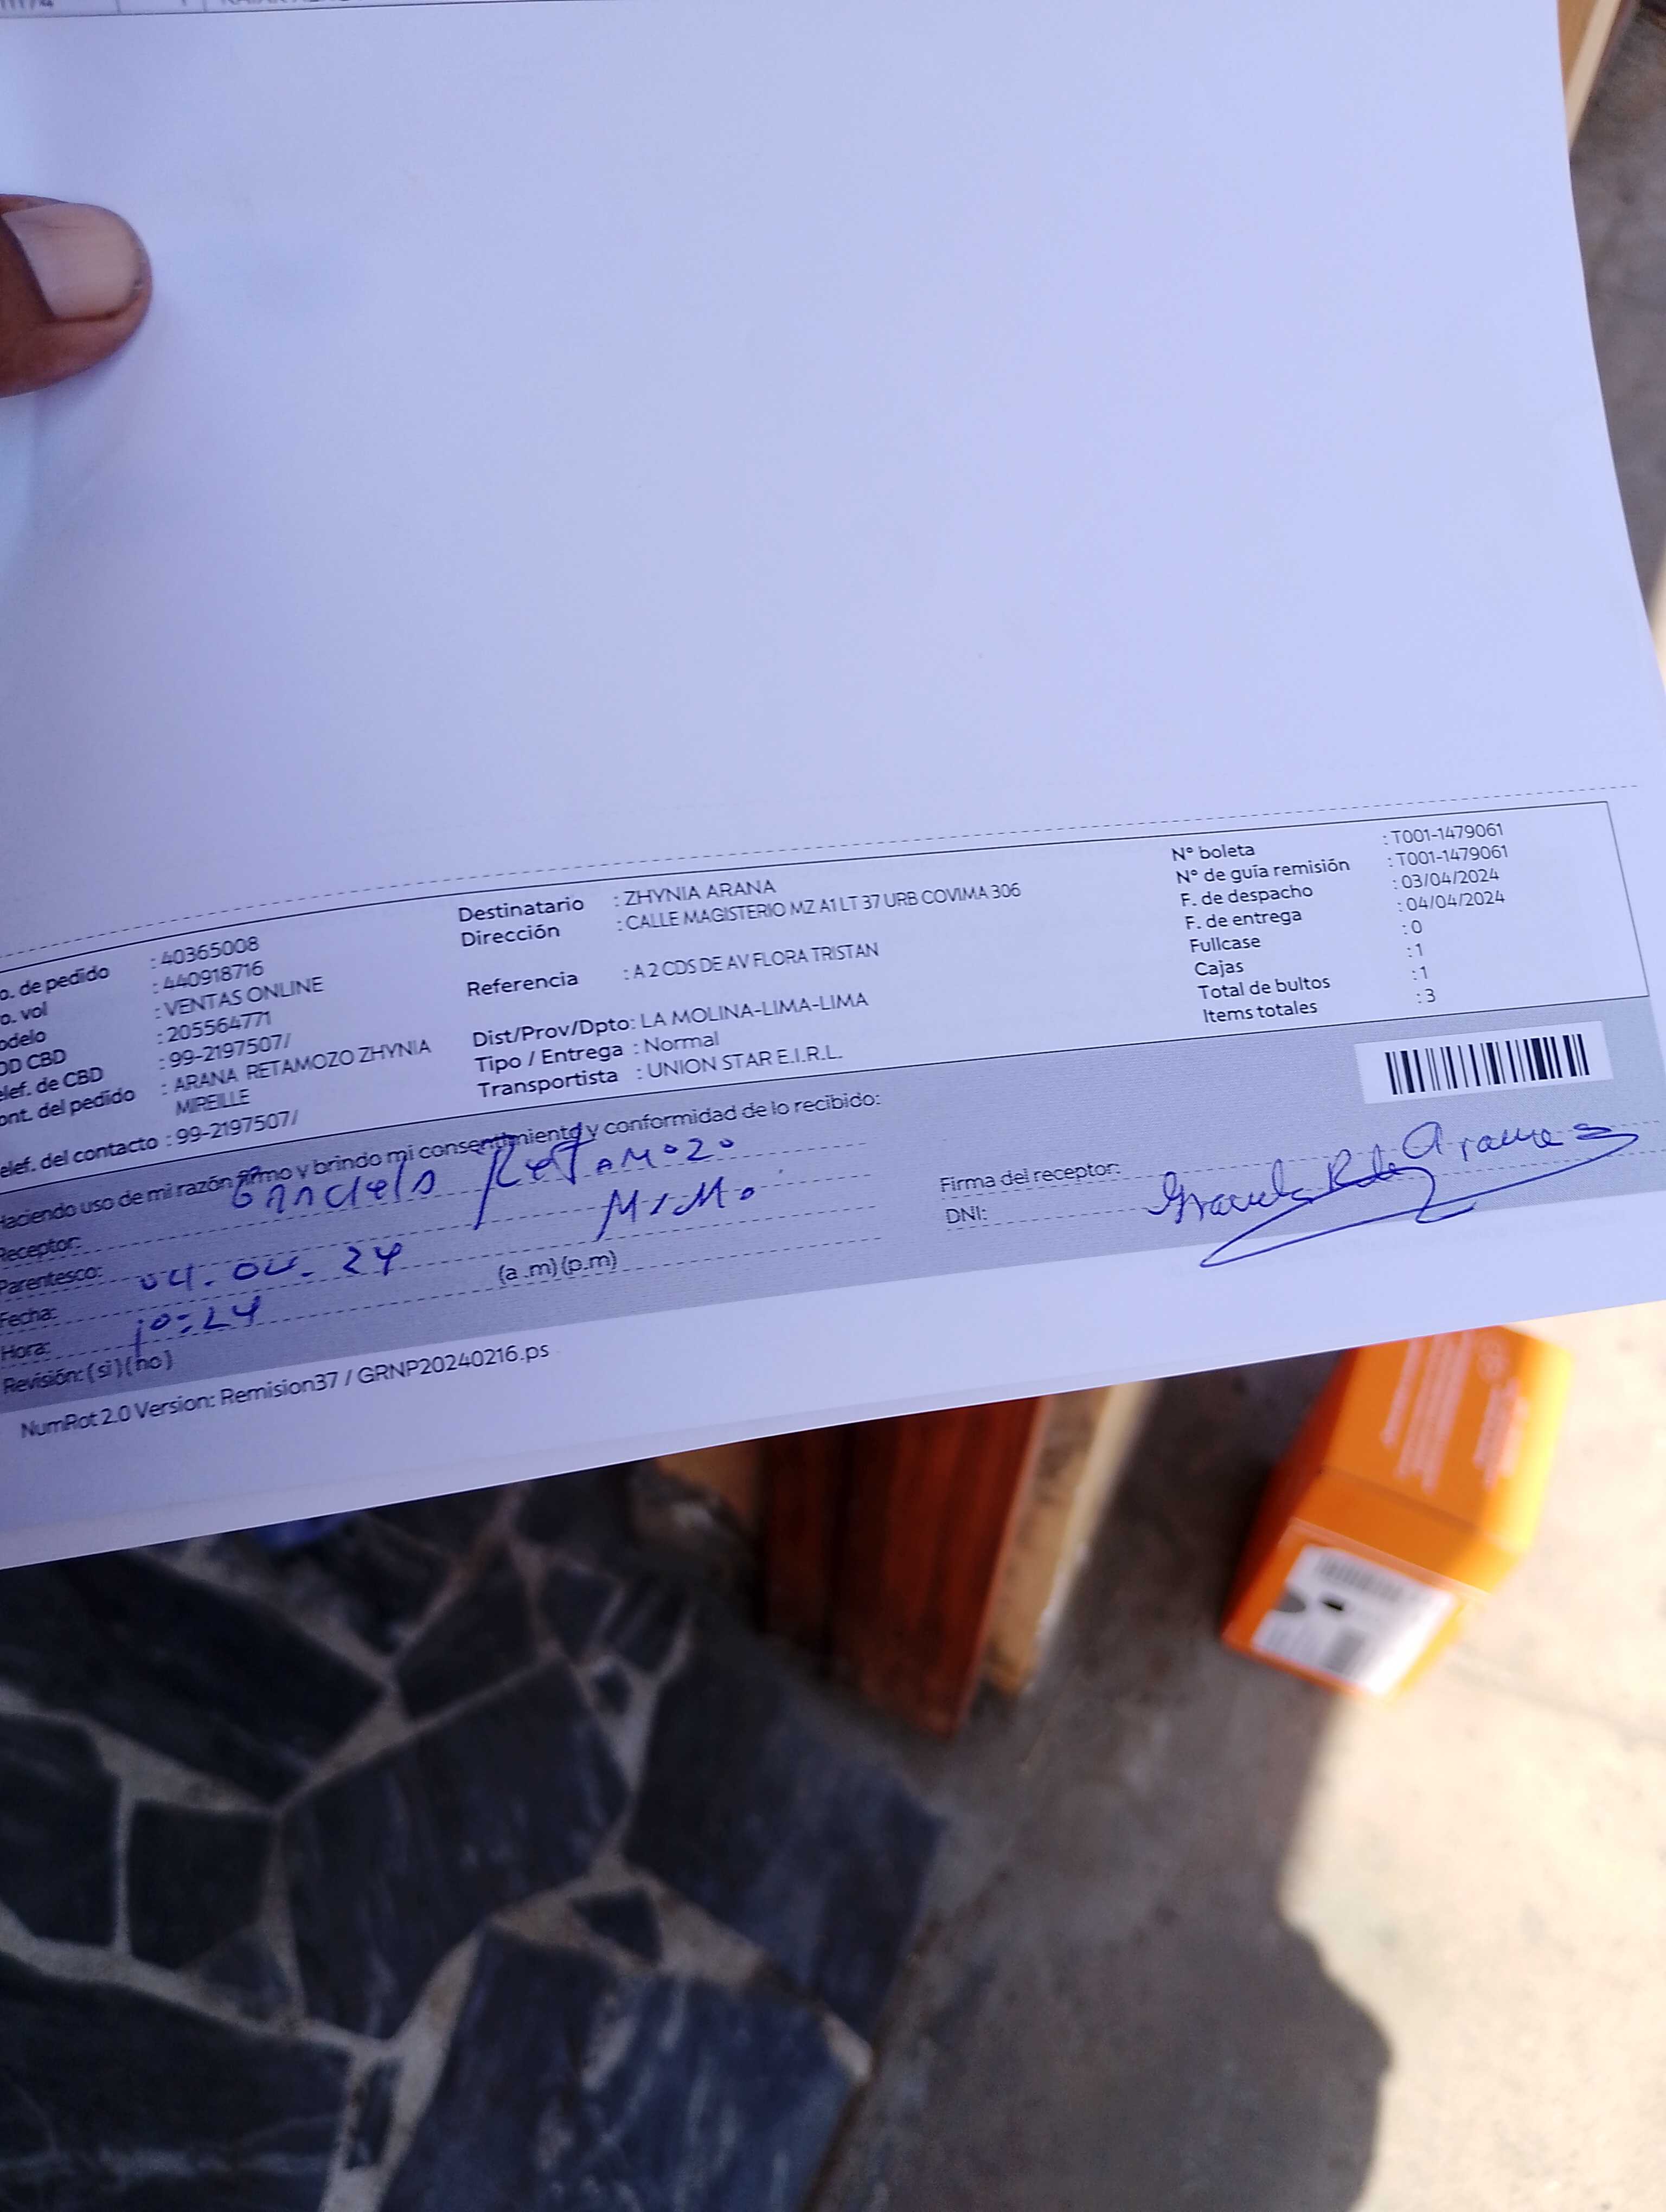 o. de pedido : 40365008
o. vol : 440918716
odelo : VENTAS ONLINE
OD CBD : 205564771
elef. de CBD : 99-2197507/
ont. del pedido : ARANA RETAMOZO ZHYNIA
MIREILLE
elef. del contacto : 99-2197507/
Destinatario : ZHYNIA ARANA
Dirección : CALLE MAGISTERIO MZ A1 LT 37 URB COVIMA 306
Referencia : A 2 CDS DE AV FLORA TRISTAN
Dist/Prov/Dpto: LA MOLINA-LIMA-LIMA
Tipo / Entrega : Normal
Transportista : UNION STAR E.I.R.L.
N° boleta : T001-1479061
N° de guía remisión : T001-1479061
F. de despacho : 03/04/2024
F. de entrega : 04/04/2024
Fullcase : 0
Cajas : 1
Total de bultos : 1
Items totales : 3
Haciendo uso de mi razón firmo y brindo mi consentimiento y conformidad de lo recibido:
Receptor: Retamozo
Parentesco:
Fecha: 04.04.24
Hora: 10:24 (a.m) (p.m)
Revisión: (si) (no)
Firma del receptor:
DNI:
NumRot 2.0 Version: Remision37 / GRNP20240216.ps